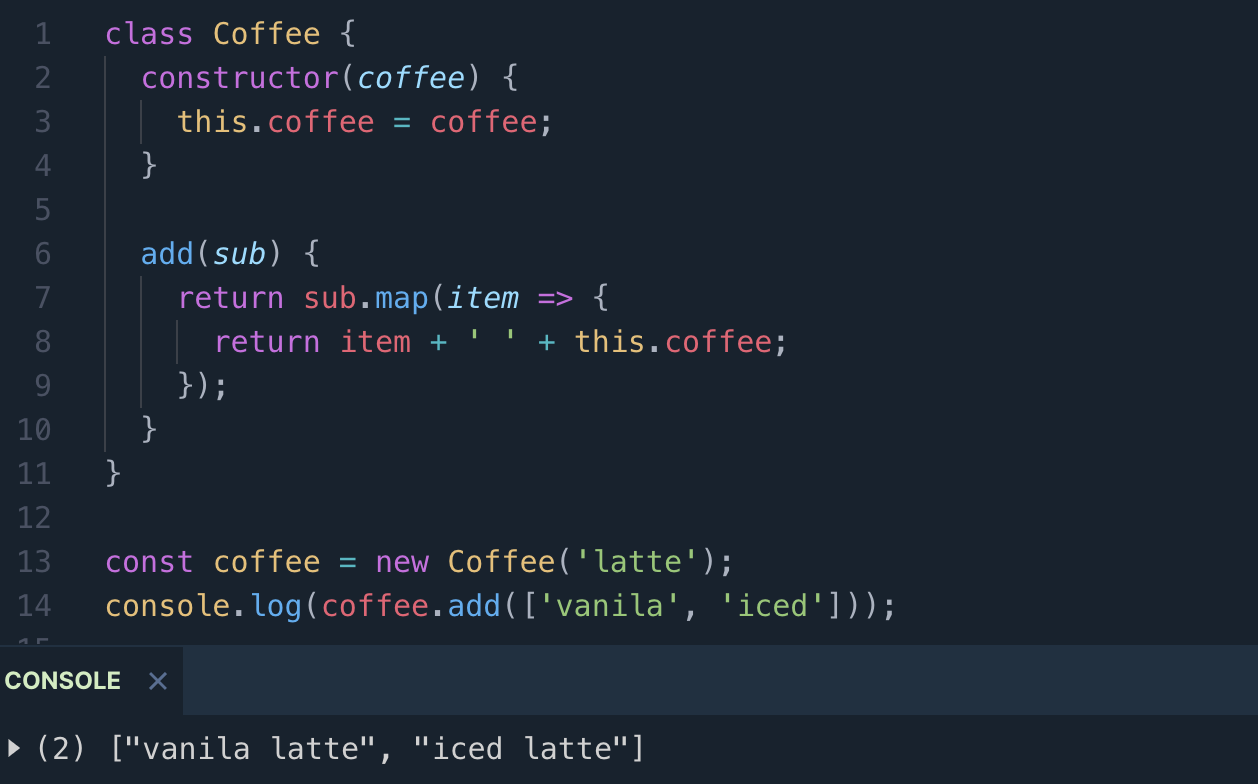 1 class Coffee {
2 constructor(coffee) {
3 this.coffee = coffee;
4 }
5
6 add(sub) {
7 return sub.map(item => {
8 return item + ' ' + this.coffee;
9 });
10 }
11 }
12
13 const coffee = new Coffee('latte');
14 console.log(coffee.add(['vanila', 'iced']));
15
CONSOLE ×
(2) ["vanila latte", "iced latte"]